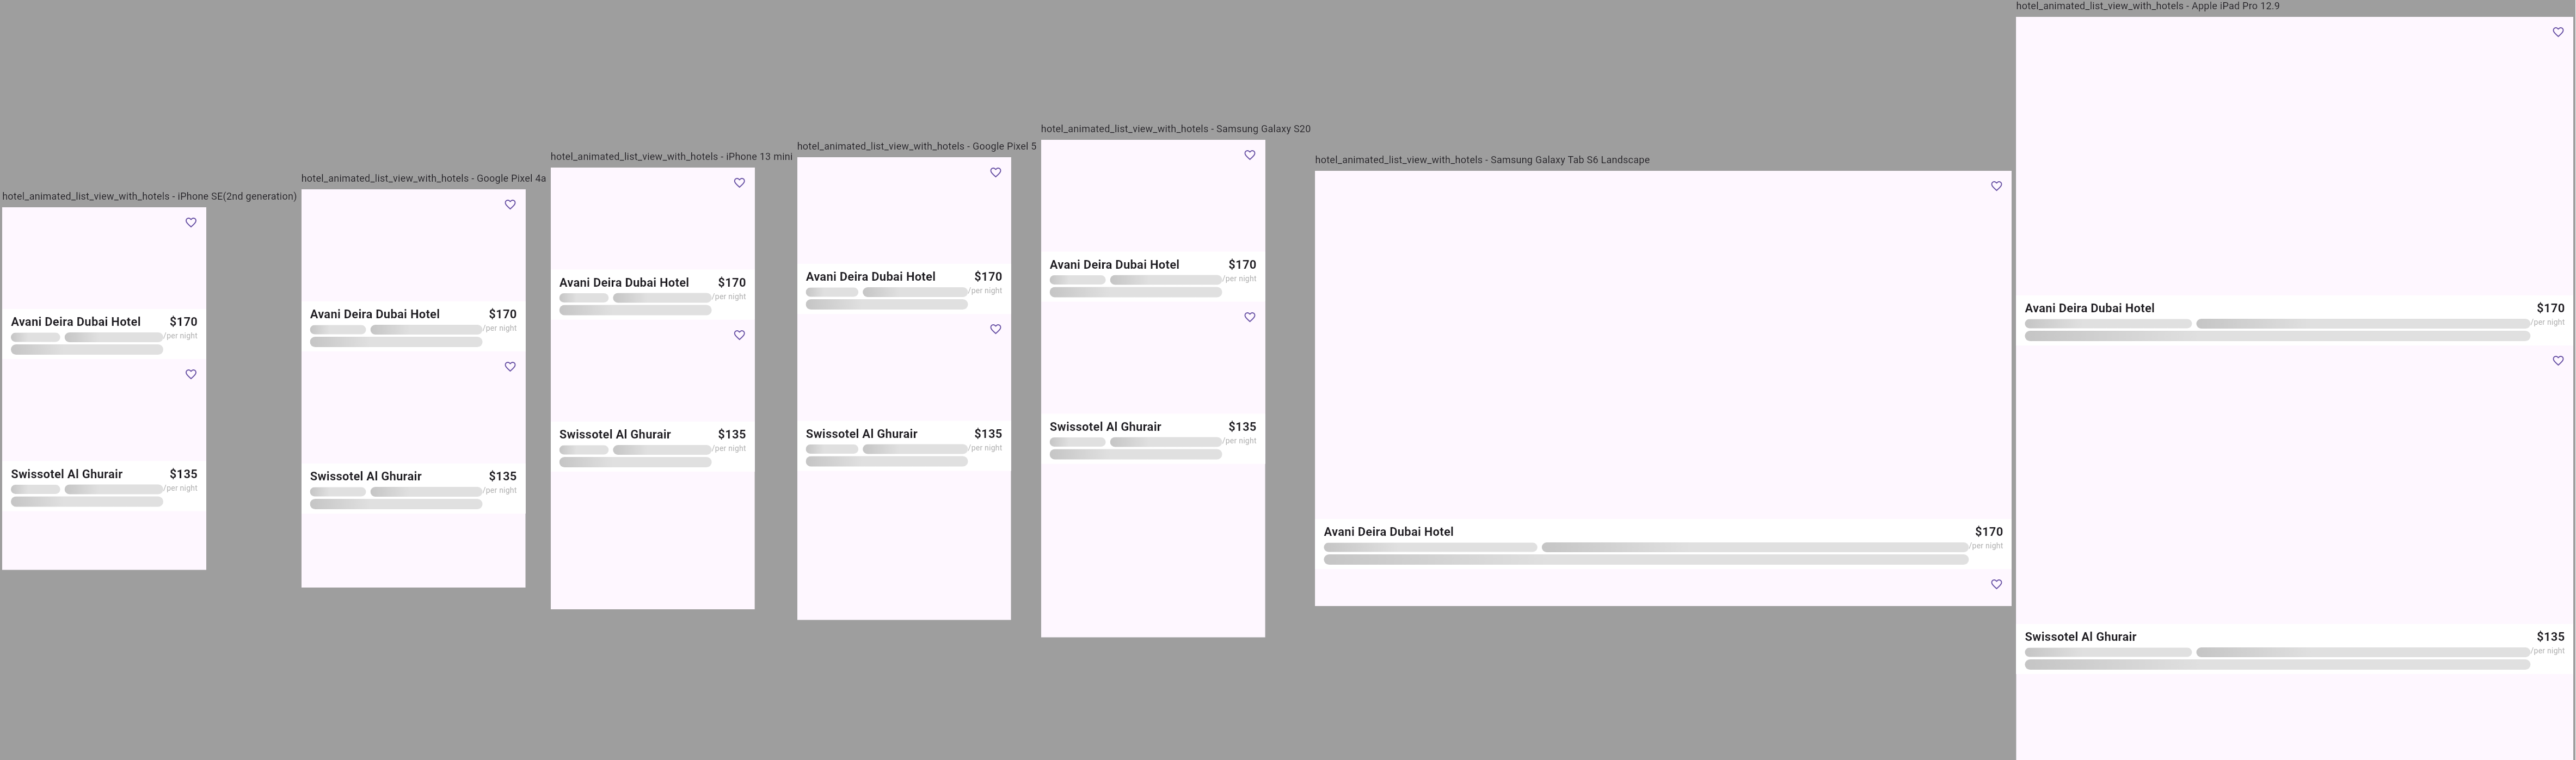 hotel_animated_list_view_with_hotels - iPhone SE(2nd generation)
Avani Deira Dubai Hotel $170
/per night
Swissotel Al Ghurair $135
/per night
hotel_animated_list_view_with_hotels - Google Pixel 4a
Avani Deira Dubai Hotel $170
/per night
Swissotel Al Ghurair $135
/per night
hotel_animated_list_view_with_hotels - iPhone 13 mini
Avani Deira Dubai Hotel $170
/per night
Swissotel Al Ghurair $135
/per night
hotel_animated_list_view_with_hotels - Google Pixel 5
Avani Deira Dubai Hotel $170
/per night
Swissotel Al Ghurair $135
/per night
hotel_animated_list_view_with_hotels - Samsung Galaxy S20
Avani Deira Dubai Hotel $170
/per night
Swissotel Al Ghurair $135
/per night
hotel_animated_list_view_with_hotels - Samsung Galaxy Tab S6 Landscape
Avani Deira Dubai Hotel $170
/per night
hotel_animated_list_view_with_hotels - Apple iPad Pro 12.9
Avani Deira Dubai Hotel $170
/per night
Swissotel Al Ghurair $135
/per night